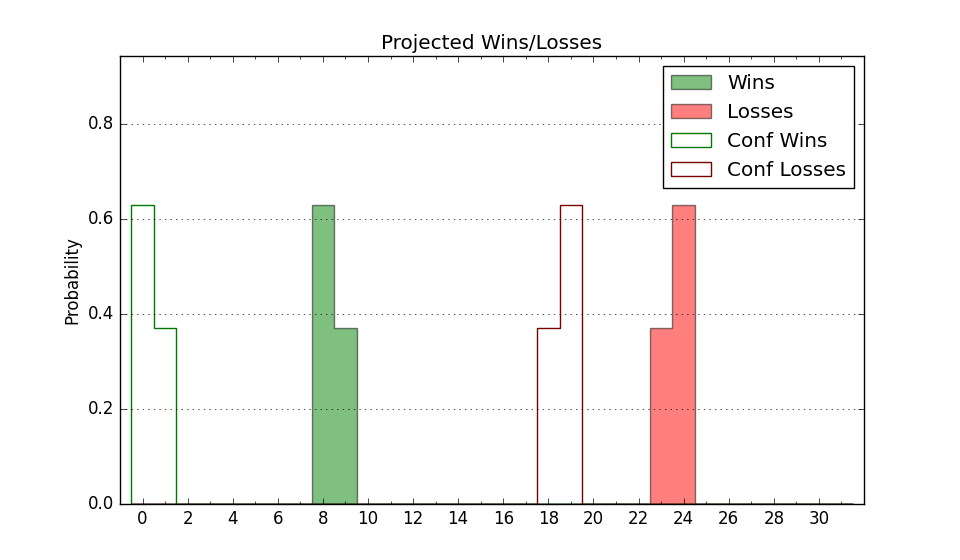 Projected Wins/Losses
Wins
Losses
Conf Wins
Conf Losses
Probability
0.8
0.6
0.4
0.2
0.0
0 2 4 6 8 10 12 14 16 18 20 22 24 26 28 30